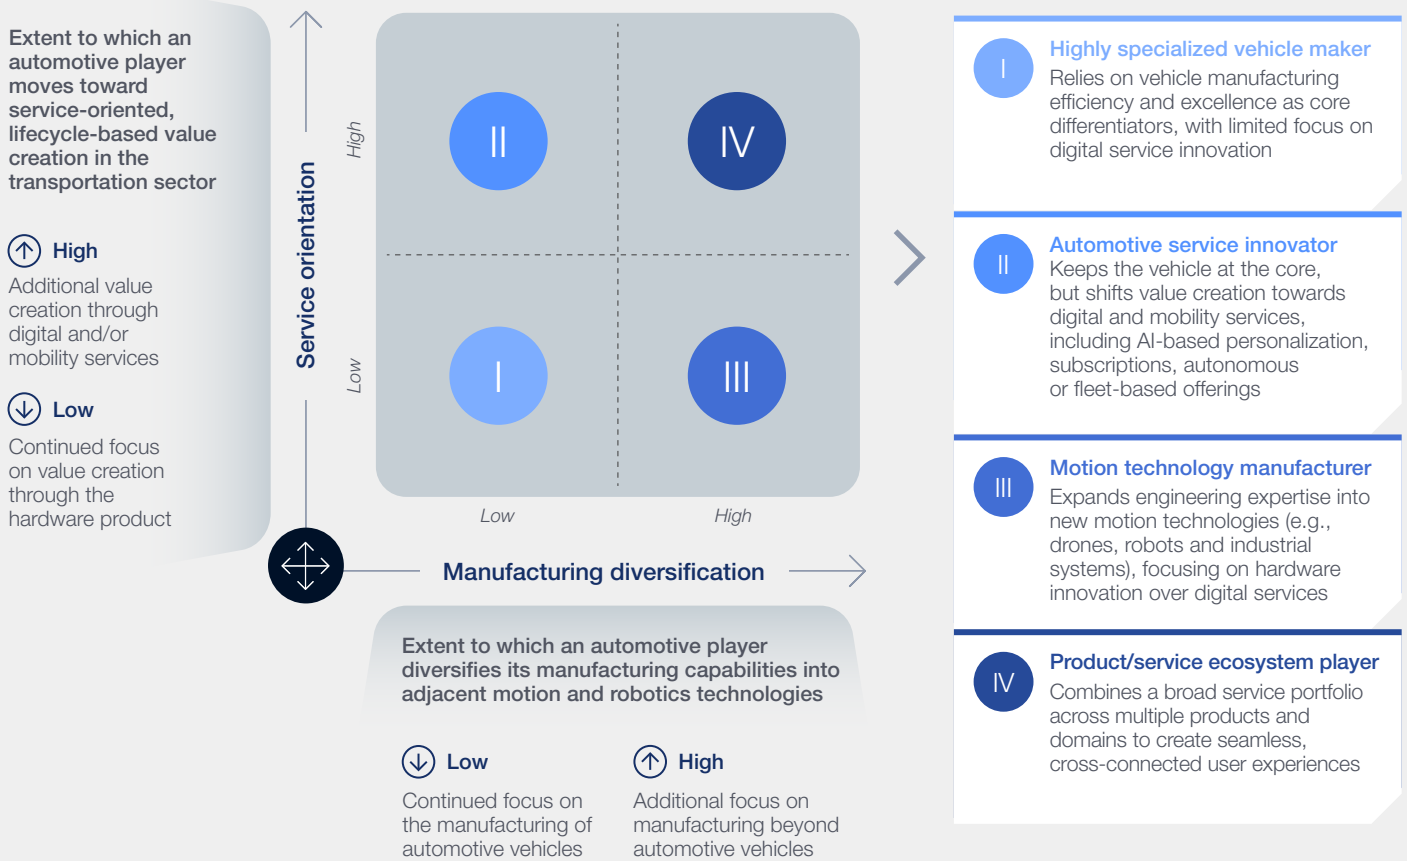 Extent to which an
automotive player
moves toward
service-oriented,
lifecycle-based value
creation in the
transportation sector
High
Additional value
creation through
digital and/or
mobility services
Low
Continued focus
on value creation
through the
hardware product
Service orientation
High
Low
II
IV
I
III
Low
High
Manufacturing diversification
Extent to which an automotive player
diversifies its manufacturing capabilities into
adjacent motion and robotics technologies
Low
Continued focus on
the manufacturing of
automotive vehicles
High
Additional focus on
manufacturing beyond
automotive vehicles
I
Highly specialized vehicle maker
Relies on vehicle manufacturing
efficiency and excellence as core
differentiators, with limited focus on
digital service innovation
II
Automotive service innovator
Keeps the vehicle at the core,
but shifts value creation towards
digital and mobility services,
including AI-based personalization,
subscriptions, autonomous
or fleet-based offerings
III
Motion technology manufacturer
Expands engineering expertise into
new motion technologies (e.g.,
drones, robots and industrial
systems), focusing on hardware
innovation over digital services
IV
Product/service ecosystem player
Combines a broad service portfolio
across multiple products and
domains to create seamless,
cross-connected user experiences